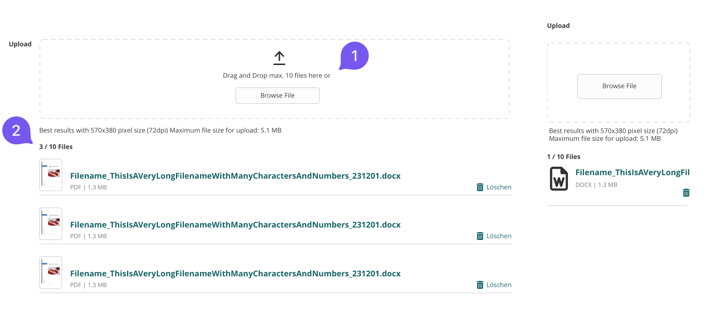 Upload
1
Drag and Drop max. 10 files here or
Browse File
Best results with 570x380 pixel size (72dpi) Maximum file size for upload: 5.1 MB
2
3 / 10 Files
Filename_ThisIsAVeryLongFilenameWithManyCharactersAndNumbers_231201.docx
PDF | 1.3 MB
Löschen
Filename_ThisIsAVeryLongFilenameWithManyCharactersAndNumbers_231201.docx
PDF | 1.3 MB
Löschen
Filename_ThisIsAVeryLongFilenameWithManyCharactersAndNumbers_231201.docx
PDF | 1.3 MB
Löschen
Upload
Browse File
Best results with 570x380 pixel size (72dpi)
Maximum file size for upload: 5.1 MB
1 / 10 Files
W
Filename_ThisIsAVeryLongFil
DOCX | 1.3 MB